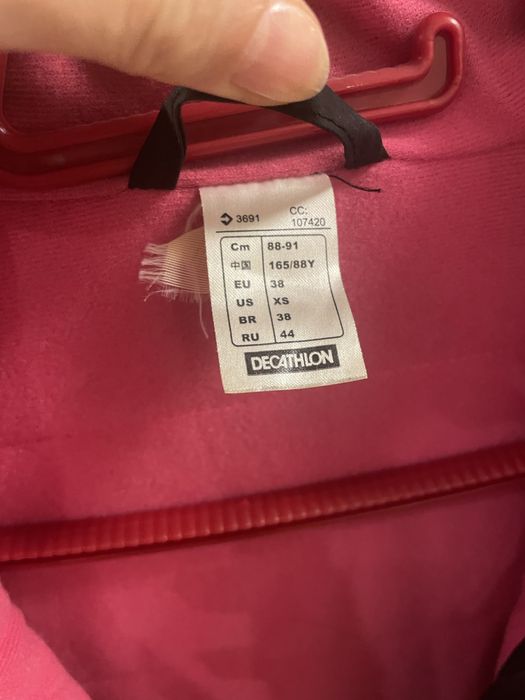 3691 CC:
107420
Cm 88-91
中国 165/88Y
EU 38
US XS
BR 38
RU 44
DECATHLON